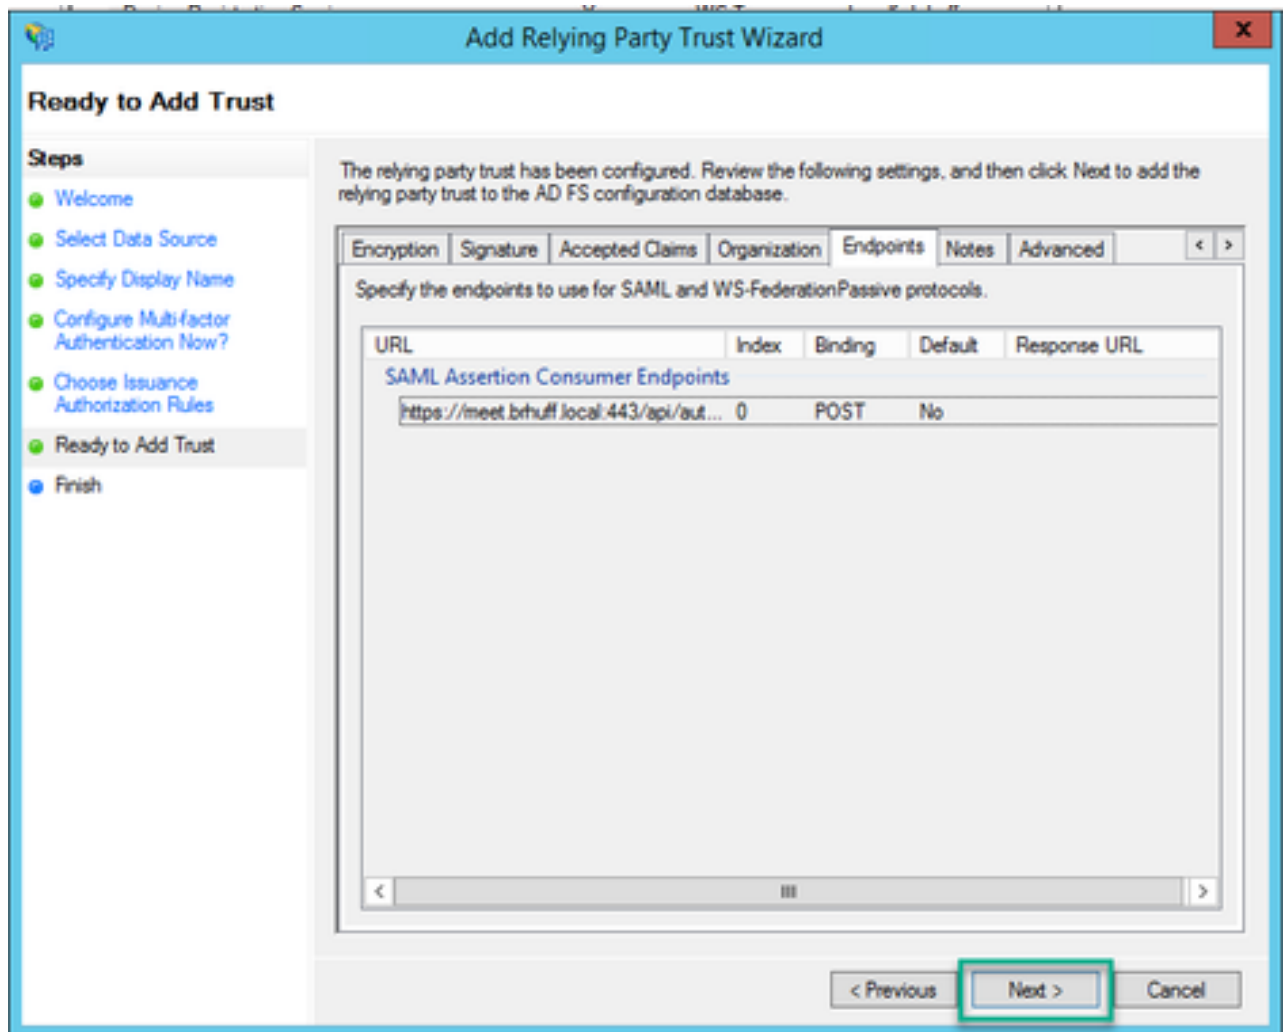 Add Relying Party Trust Wizard
x
Ready to Add Trust
Steps
Welcome
Select Data Source
Specify Display Name
Configure Multi-factor
Authentication Now?
Choose Issuance
Authorization Rules
Ready to Add Trust
Finish
The relying party trust has been configured. Review the following settings, and then click Next to add the
relying party trust to the AD FS configuration database.
Encryption Signature Accepted Claims Organization Endpoints Notes Advanced < >
Specify the endpoints to use for SAML and WS-FederationPassive protocols.
URL Index Binding Default Response URL
SAML Assertion Consumer Endpoints
https://meet.brhuff.local:443/api/aut... 0 POST No
< Previous Next > Cancel